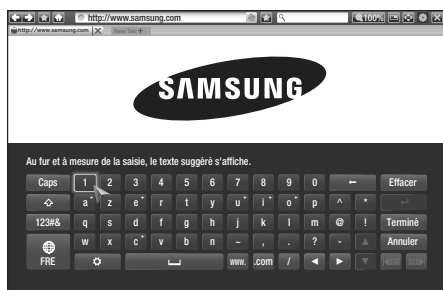 http://www.samsung.com 100%
http://www.samsung.com New Tab +
SAMSUNG
Au fur et à mesure de la saisie, le texte suggéré s'affiche.
Caps 1 2 3 4 5 6 7 8 9 0 ← Effacer
a z e r t y u i o p ^ * Terminé
123#& q s d f g h j k l m @ ! 
FRE w x c v b n ~ , . ? - Annuler
www. .com /